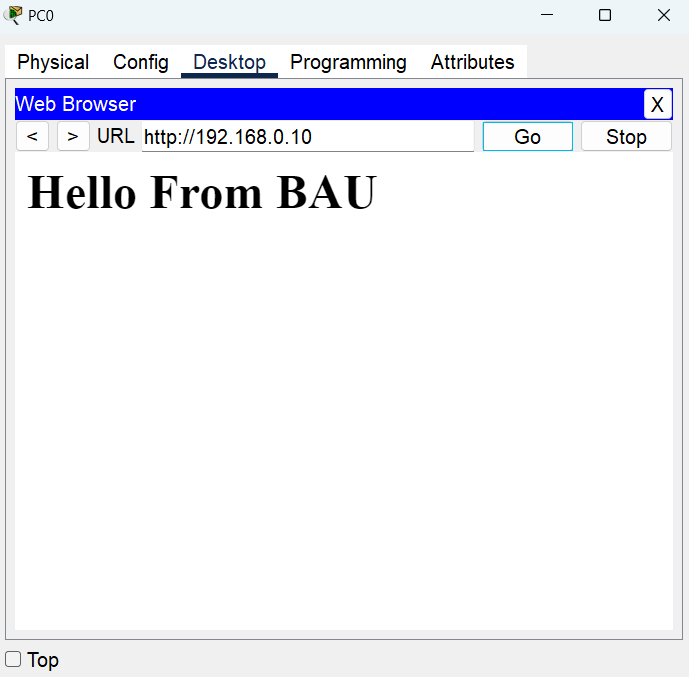 PC0
Physical Config Desktop Programming Attributes
Web Browser X
< > URL http://192.168.0.10 Go Stop
Hello From BAU
Top